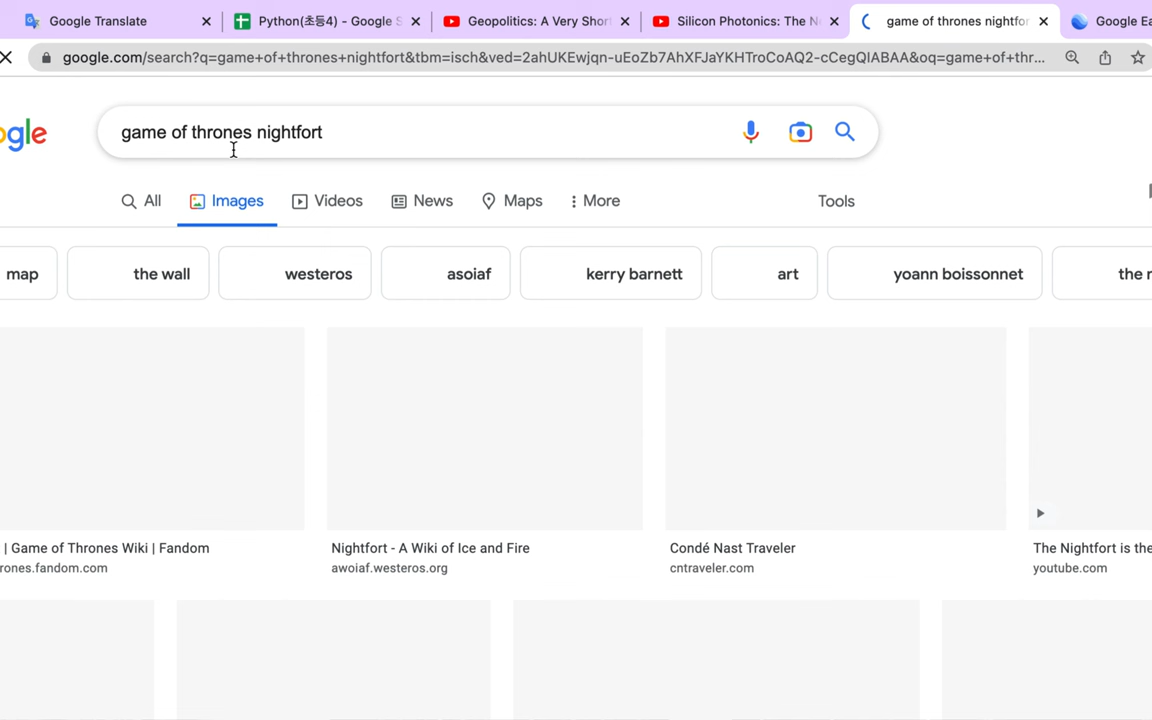 Google Translate
Python(초등4) - Google S
Geopolitics: A Very Short
Silicon Photonics: The N
game of thrones nightfor
Google Ea
google.com/search?q=game+of+thrones+nightfort&tbm=isch&ved=2ahUKEwjqn-uEoZb7AhXFJaYKHTroCoAQ2-cCegQIABAA&oq=game+of+thr...
ogle
game of thrones nightfort
All
Images
Videos
News
Maps
More
Tools
map
the wall
westeros
asoiaf
kerry barnett
art
yoann boissonnet
the r
| Game of Thrones Wiki | Fandom
Nightfort - A Wiki of Ice and Fire
Condé Nast Traveler
The Nightfort is the
rones.fandom.com
awoiaf.westeros.org
cntraveler.com
youtube.com